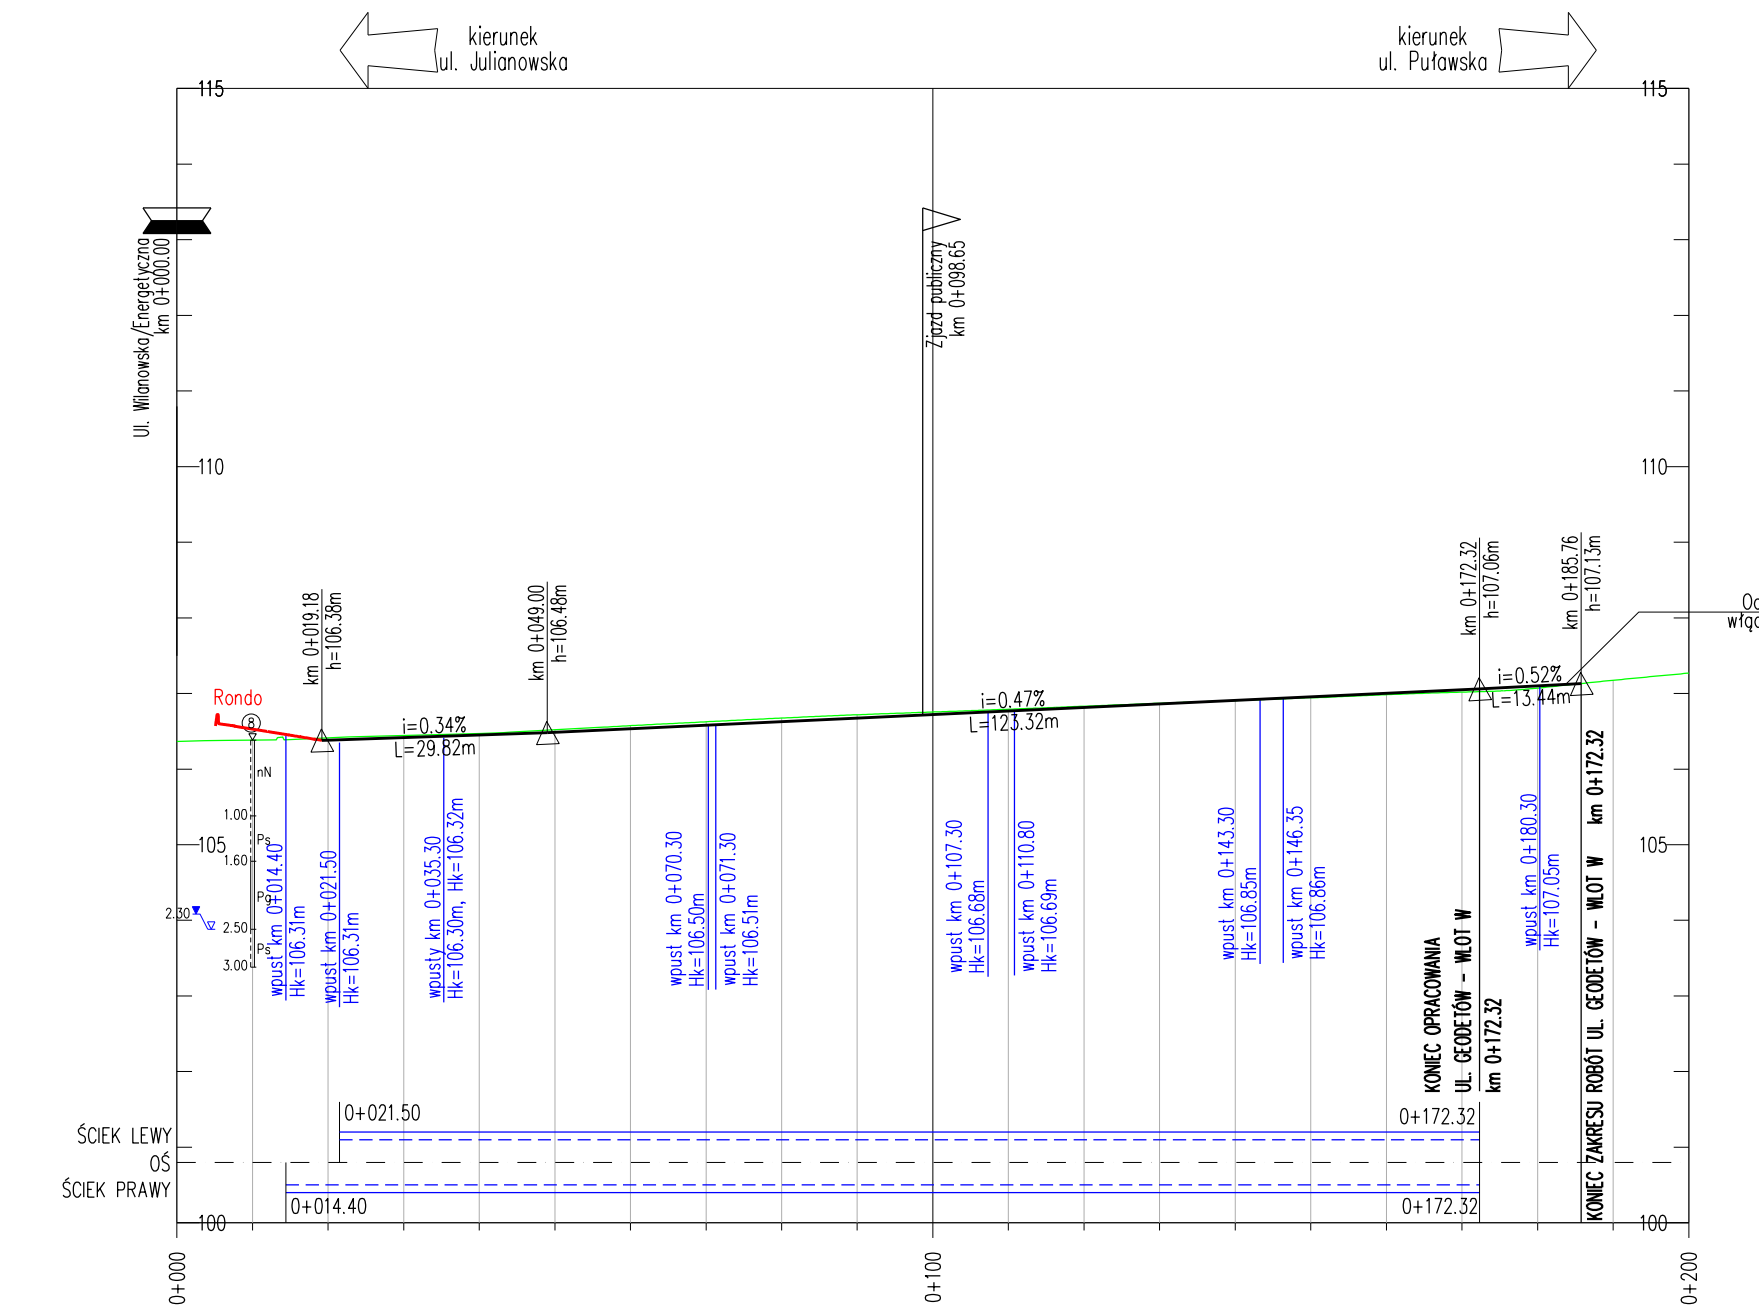 kierunek
ul. Julianowska
kierunek
ul. Puławska
115
115
Ul. Wilanowska/Energetyczna
km 0+000.00
Zjazd publiczny
km 0+098.65
110
110
km 0+019.18
h=106.38m
km 0+049.00
h=106.48m
km 0+172.32
h=107.06m
km 0+185.76
h=107.13m
włąc
Rondo
8
i=0.34%
L=29.82m
i=0.47%
L=123.32m
i=0.52%
L=13.44m
nN
1.00
Ps
1.60
Pg
2.30
2.50
Ps
3.00
105
105
wpust km 0+014.40
Hk=106.31m
wpust km 0+021.50
Hk=106.31m
wpusty km 0+035.30
Hk=106.30m, Hk=106.32m
wpust km 0+070.30
Hk=106.50m
wpust km 0+071.30
Hk=106.51m
wpust km 0+107.30
Hk=106.68m
wpust km 0+110.80
Hk=106.69m
wpust km 0+143.30
Hk=106.85m
wpust km 0+146.35
Hk=106.86m
wpust km 0+180.30
Hk=107.05m
KONIEC OPRACOWANIA
UL. GEODETÓW - WLOT W
km 0+172.32
KONIEC ZAKRESU ROBÓT UL. GEODETÓW - WLOT W km 0+172.32
0+021.50
0+172.32
ŚCIEK LEWY
OŚ
ŚCIEK PRAWY
0+014.40
0+172.32
100
100
0+000
0+100
0+200